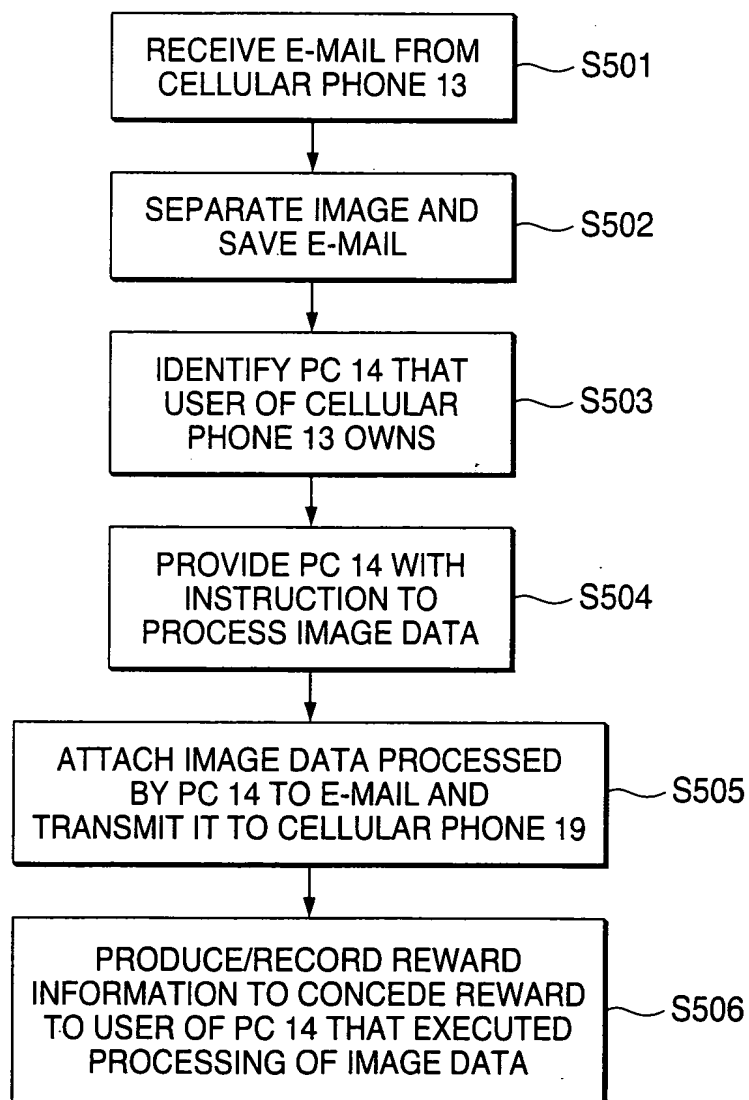 RECEIVE E-MAIL FROM
CELLULAR PHONE 13
S501
SEPARATE IMAGE AND
SAVE E-MAIL
S502
IDENTIFY PC 14 THAT
USER OF CELLULAR
PHONE 13 OWNS
S503
PROVIDE PC 14 WITH
INSTRUCTION TO
PROCESS IMAGE DATA
S504
ATTACH IMAGE DATA PROCESSED
BY PC 14 TO E-MAIL AND
TRANSMIT IT TO CELLULAR PHONE 19
S505
PRODUCE/RECORD REWARD
INFORMATION TO CONCEDE REWARD
TO USER OF PC 14 THAT EXECUTED
PROCESSING OF IMAGE DATA
S506